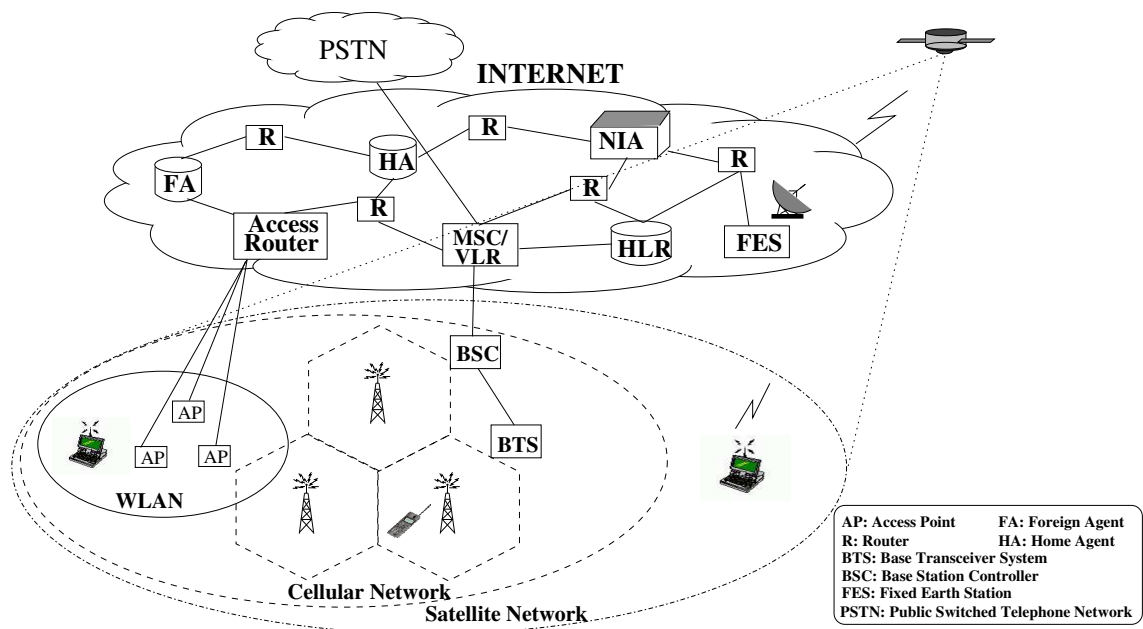 PSTN
INTERNET
R
R
HA
NIA
R
FA
R
R
Access
Router
MSC/
VLR
HLR
FES
BSC
AP
BTS
AP
AP
WLAN
Cellular Network
Satellite Network
AP: Access Point FA: Foreign Agent
R: Router HA: Home Agent
BTS: Base Transceiver System
BSC: Base Station Controller
FES: Fixed Earth Station
PSTN: Public Switched Telephone Network